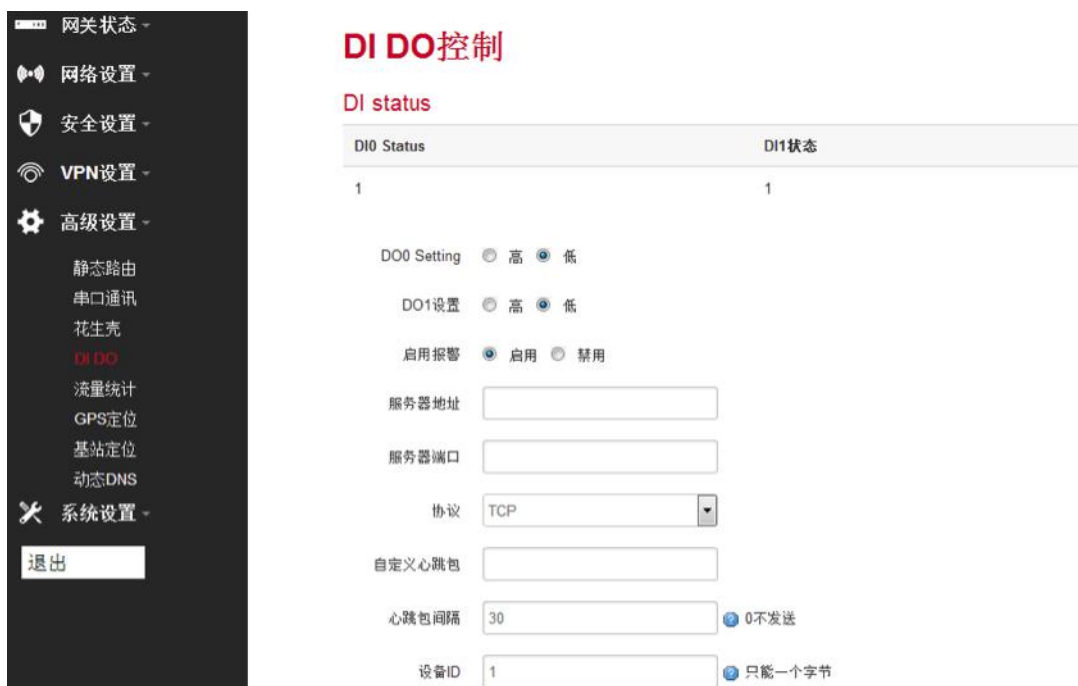 网关状态
网络设置
安全设置
VPN设置
高级设置
静态路由
串口通讯
花生壳
DI DO
流量统计
GPS定位
基站定位
动态DNS
系统设置
退出
DI DO控制
DI status
DI0 Status DI1状态
1 1
DO0 Setting 高 低
DO1设置 高 低
启用报警 启用 禁用
服务器地址
服务器端口
协议 TCP
自定义心跳包
心跳包间隔 30 0不发送
设备ID 1 只能一个字节